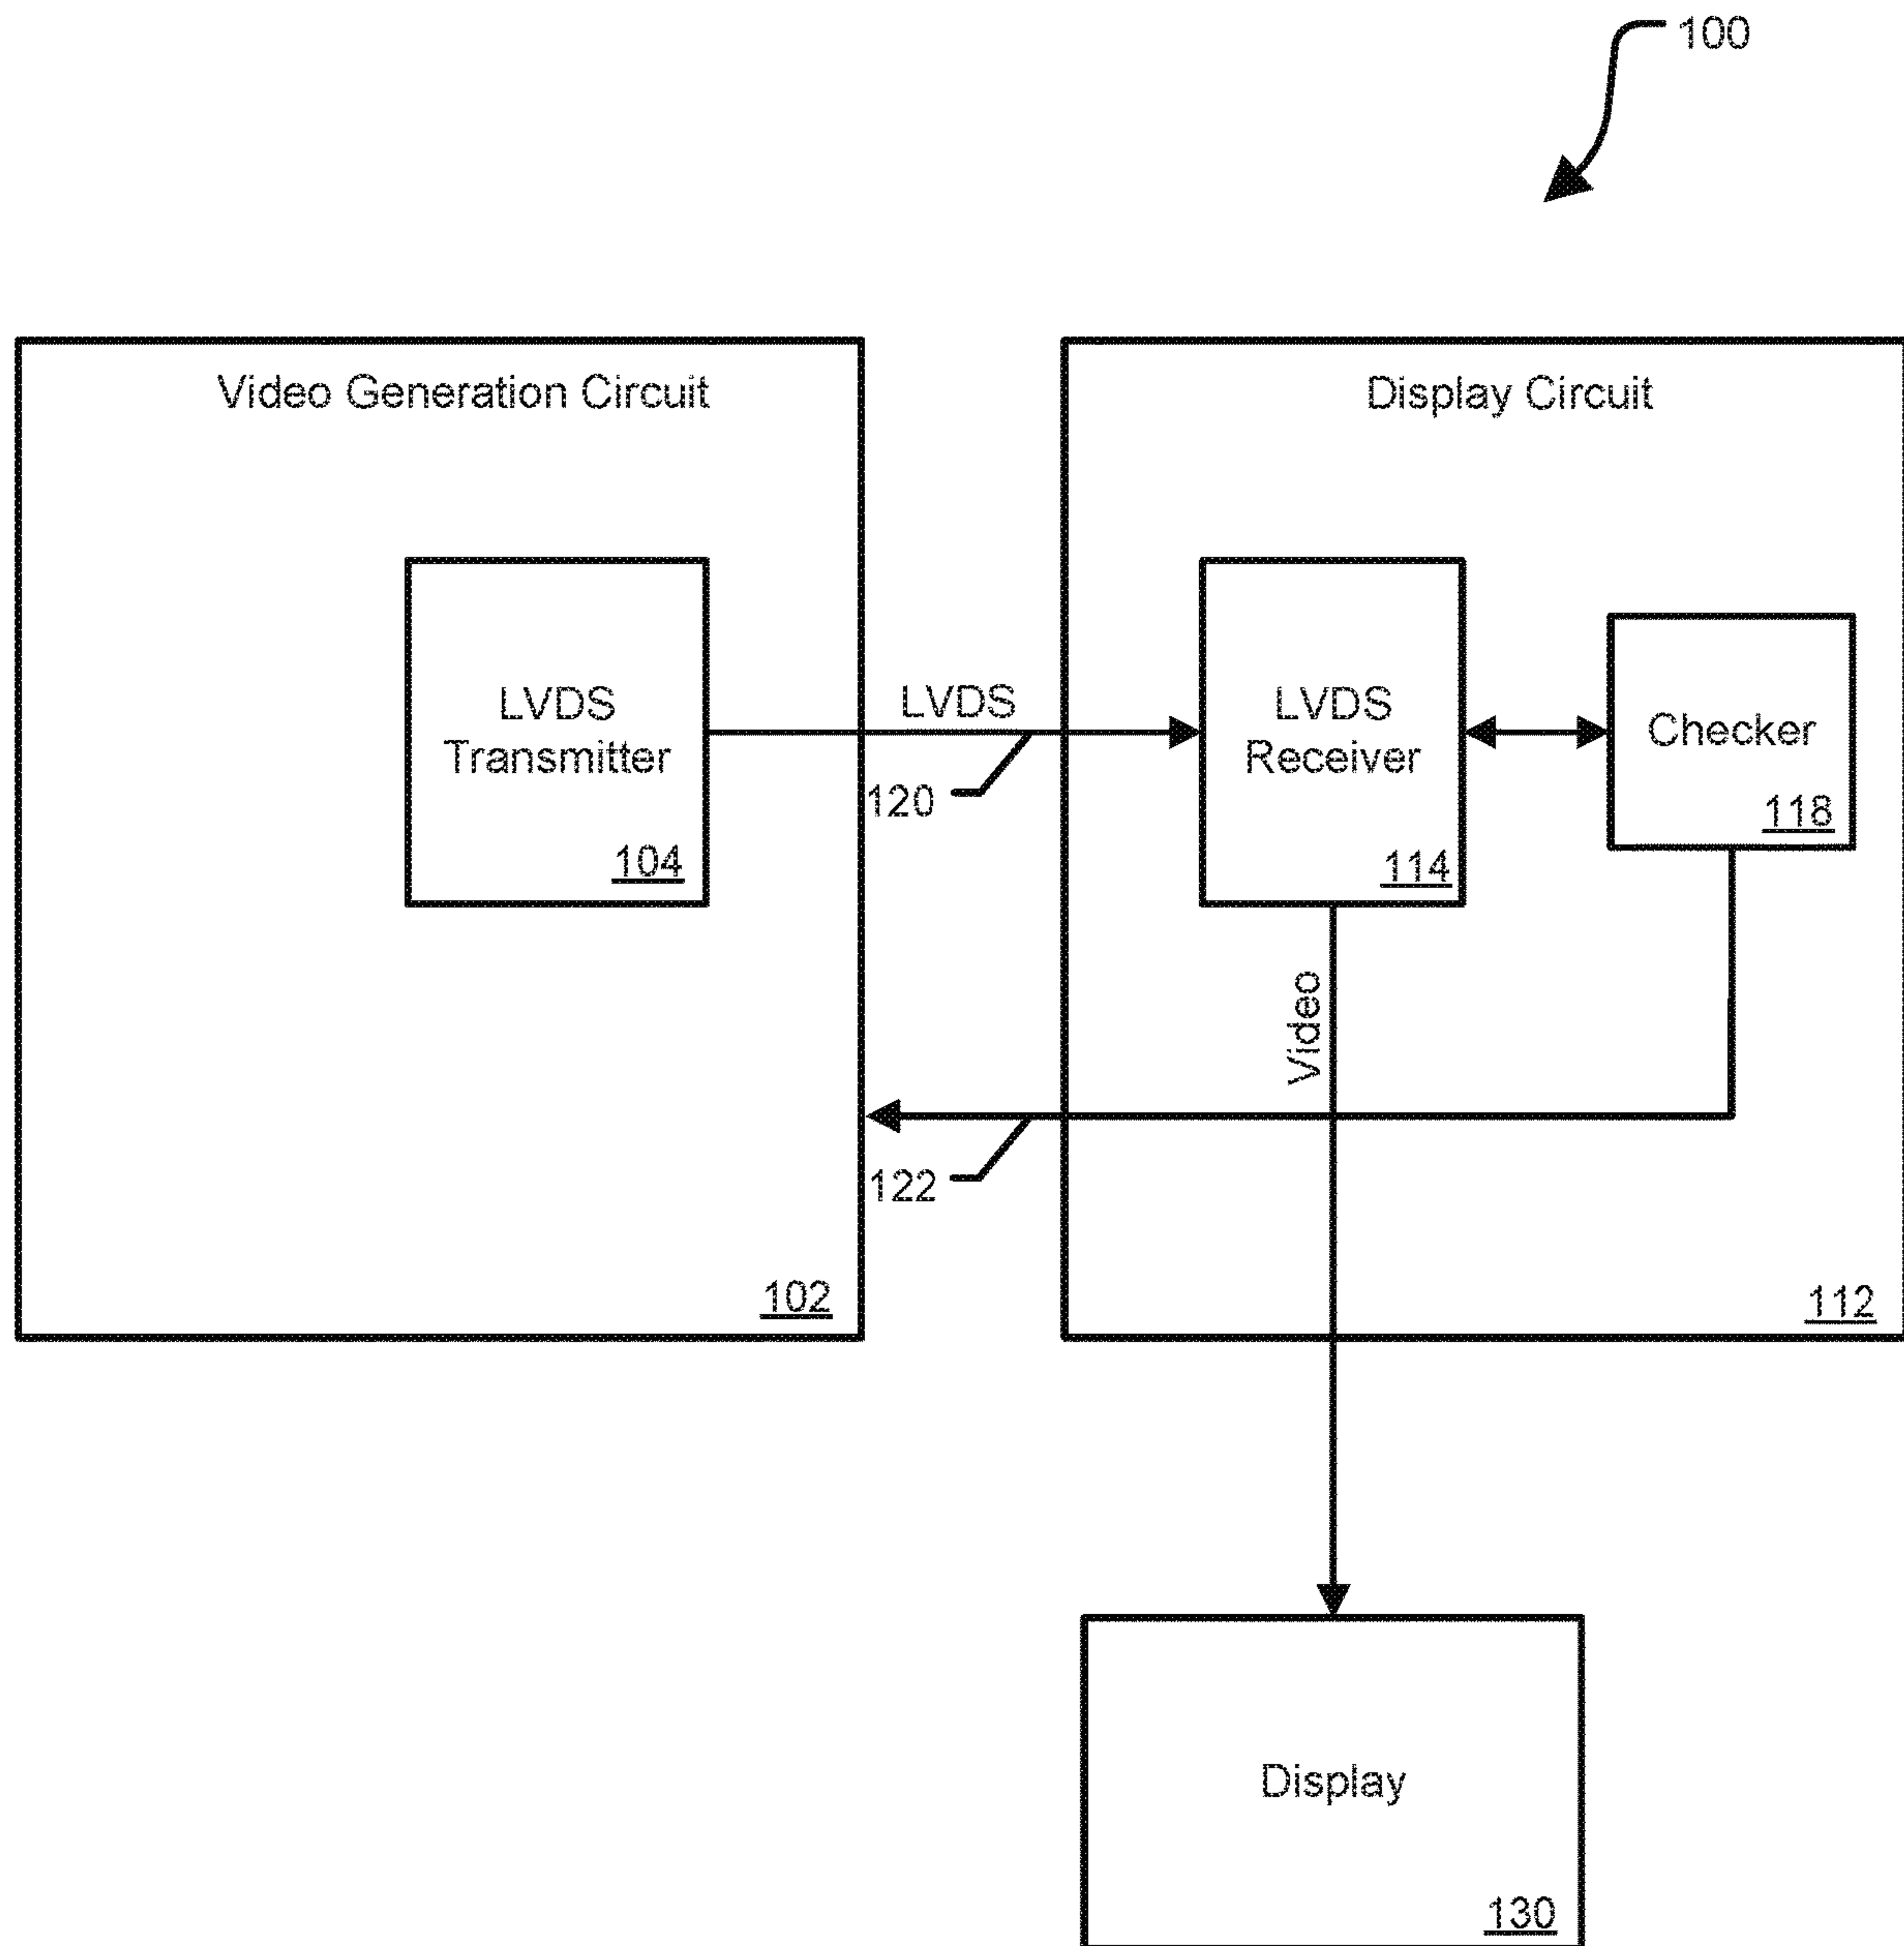 100
Video Generation Circuit
Display Circuit
LVDS
Transmitter
104
LVDS
120
LVDS
Receiver
114
Checker
118
Video
122
102
112
Display
130